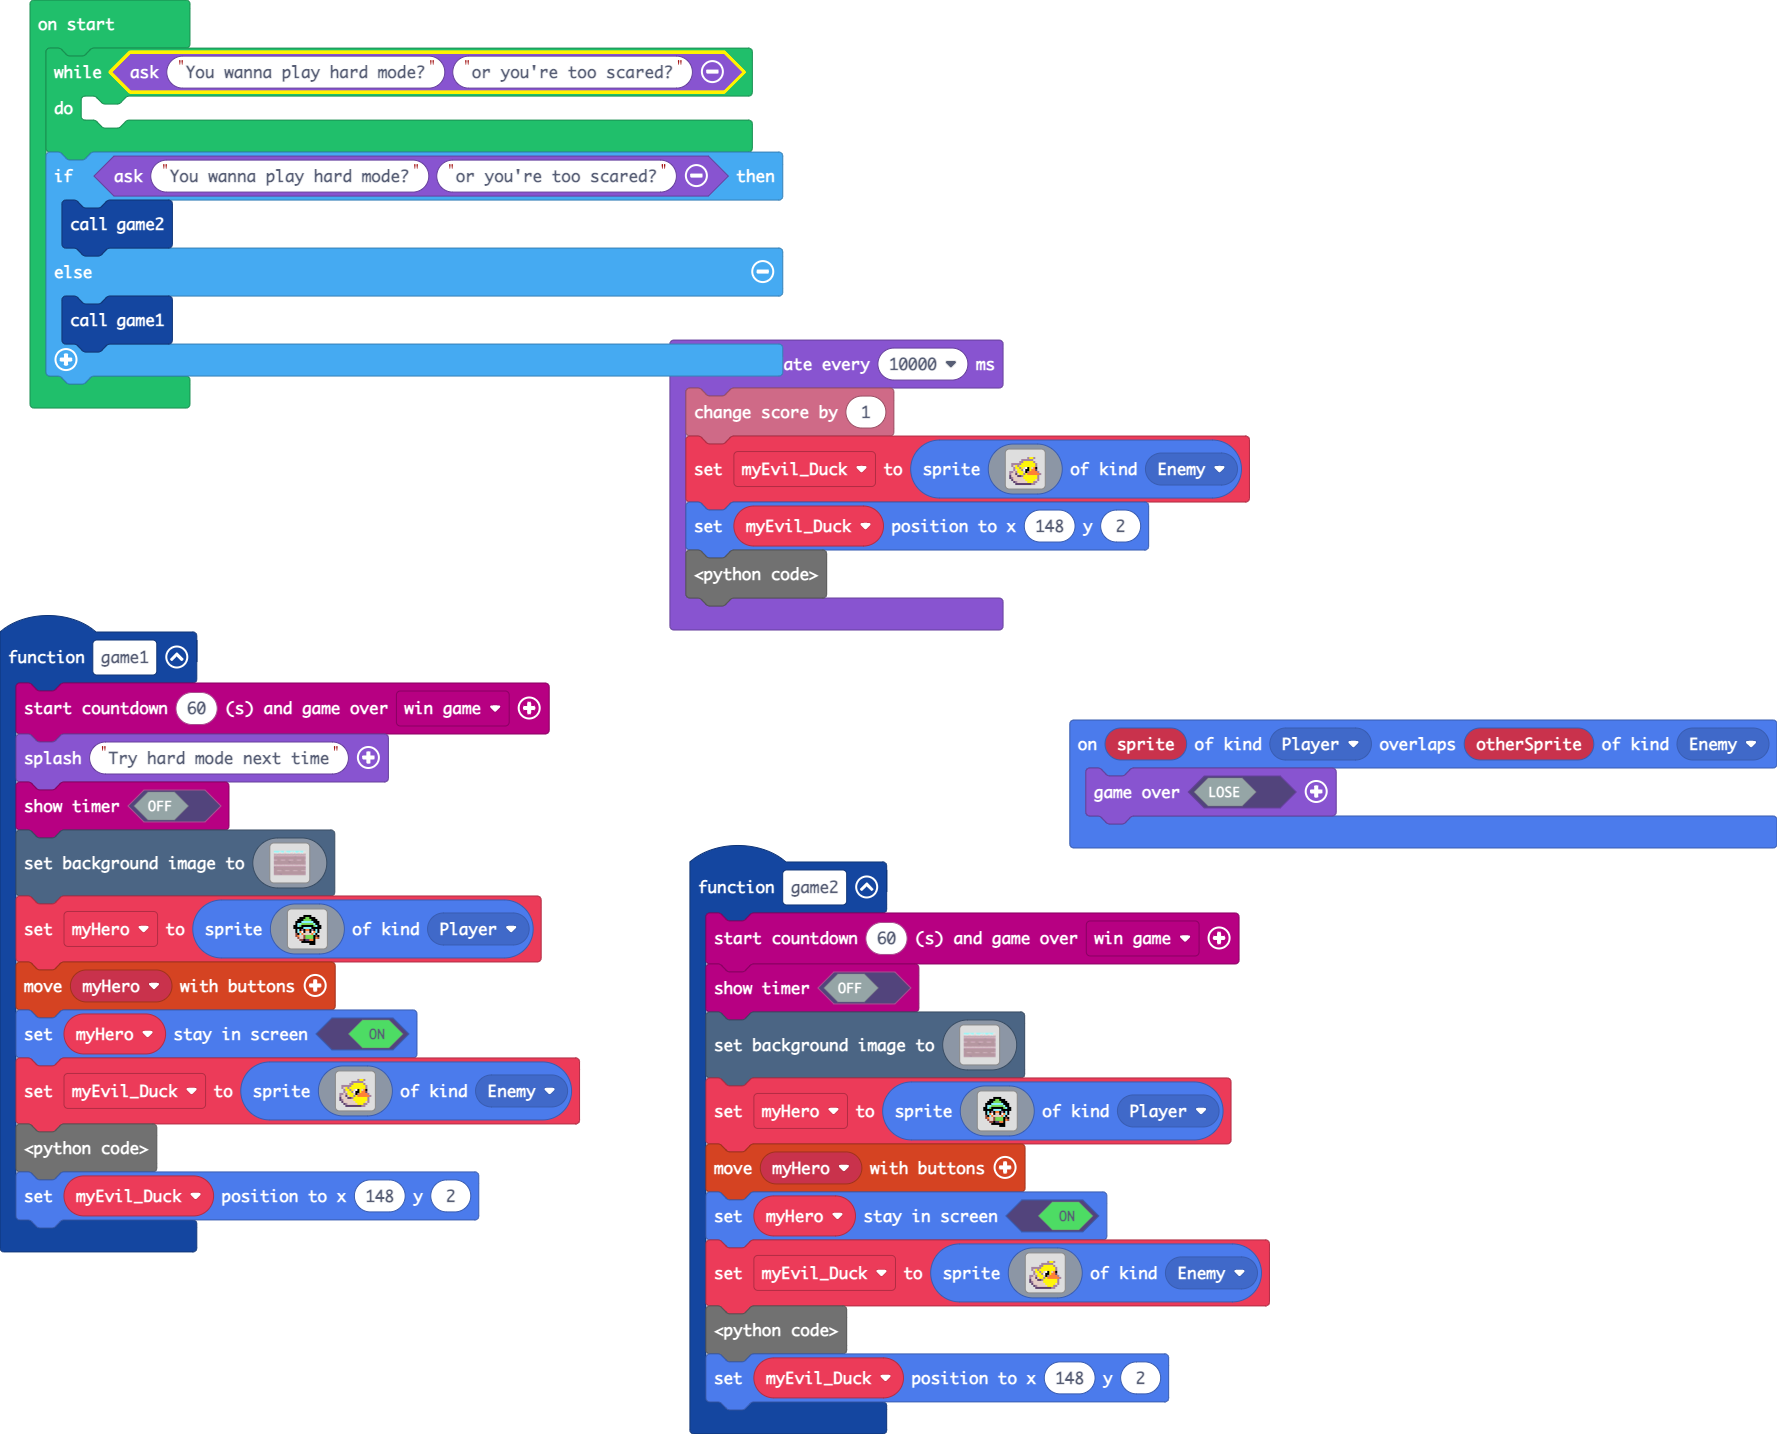 on start
while ask "You wanna play hard mode?" "or you're too scared?"
do
if ask "You wanna play hard mode?" "or you're too scared?" then
call game2
else
call game1
ate every 10000 ms
change score by 1
set myEvil_Duck to sprite of kind Enemy
set myEvil_Duck position to x 148 y 2
<python code>
function game1
start countdown 60 (s) and game over win game
splash "Try hard mode next time"
show timer OFF
set background image to
set myHero to sprite of kind Player
move myHero with buttons
set myHero stay in screen ON
set myEvil_Duck to sprite of kind Enemy
<python code>
set myEvil_Duck position to x 148 y 2
on sprite of kind Player overlaps otherSprite of kind Enemy
game over LOSE
function game2
start countdown 60 (s) and game over win game
show timer OFF
set background image to
set myHero to sprite of kind Player
move myHero with buttons
set myHero stay in screen ON
set myEvil_Duck to sprite of kind Enemy
<python code>
set myEvil_Duck position to x 148 y 2